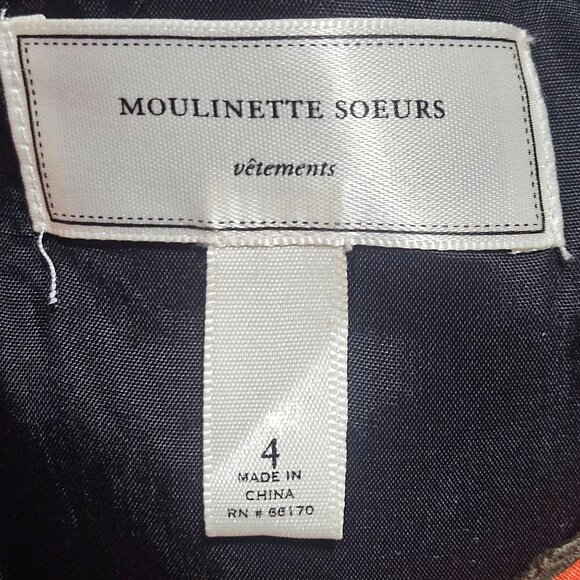 MOULINETTE SOEURS
vêtements
4
MADE IN
CHINA
RN # 66170